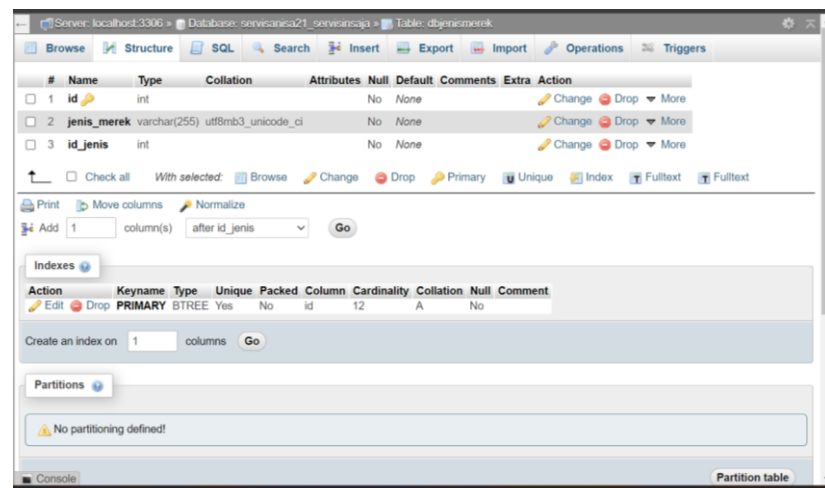 Server: localhost:3306 » Database: servisanisa21_servisinsaja » Table: dbjenismerek
Browse Structure SQL Search Insert Export Import Operations Triggers
# Name Type Collation Attributes Null Default Comments Extra Action
1 id int No None Change Drop More
2 jenis_merek varchar(255) utf8mb3_unicode_ci No None Change Drop More
3 id_jenis int No None Change Drop More
Check all With selected: Browse Change Drop Primary Unique Index Fulltext Fulltext
Print Move columns Normalize
Add 1 column(s) after id_jenis Go
Indexes
Action Keyname Type Unique Packed Column Cardinality Collation Null Comment
Edit Drop PRIMARY BTREE Yes No id 12 A No
Create an index on 1 columns Go
Partitions
No partitioning defined!
Partition table
Console